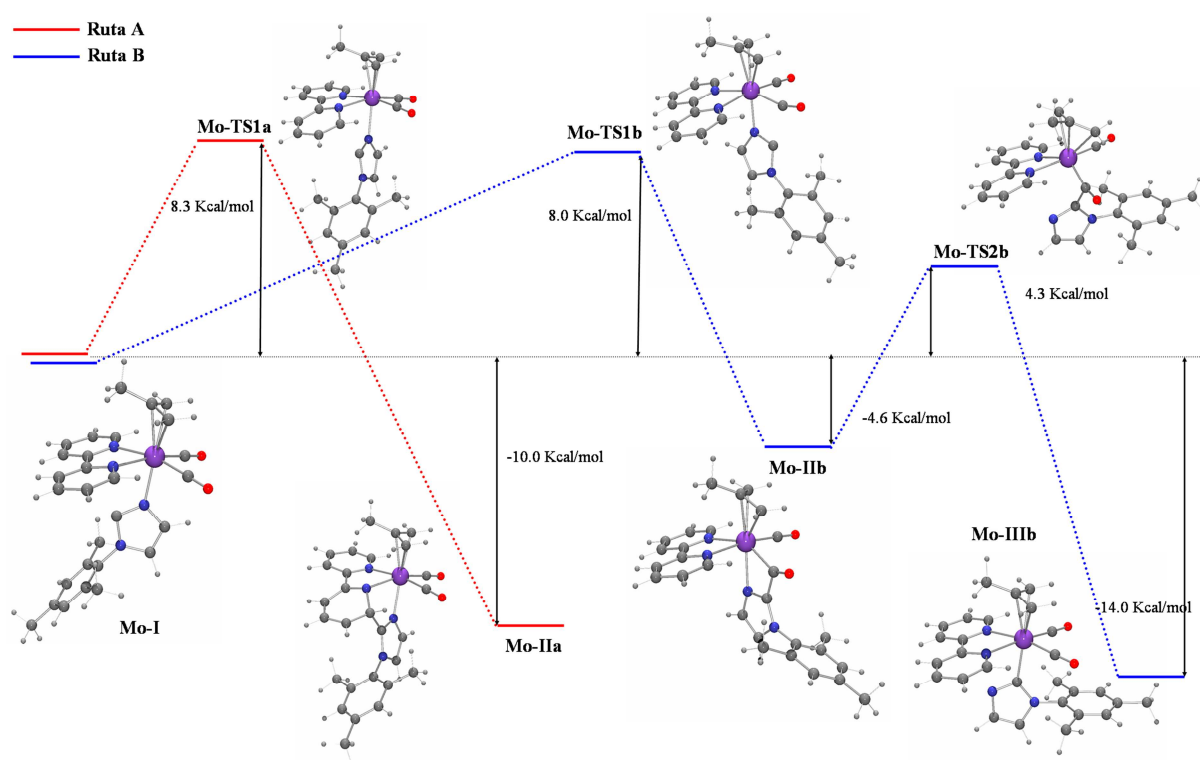 Ruta A
Ruta B
Mo-TS1a
8.3 Kcal/mol
Mo-TS1b
8.0 Kcal/mol
Mo-TS2b
4.3 Kcal/mol
-10.0 Kcal/mol
-4.6 Kcal/mol
Mo-IIb
Mo-I
Mo-IIa
Mo-IIIb
-14.0 Kcal/mol